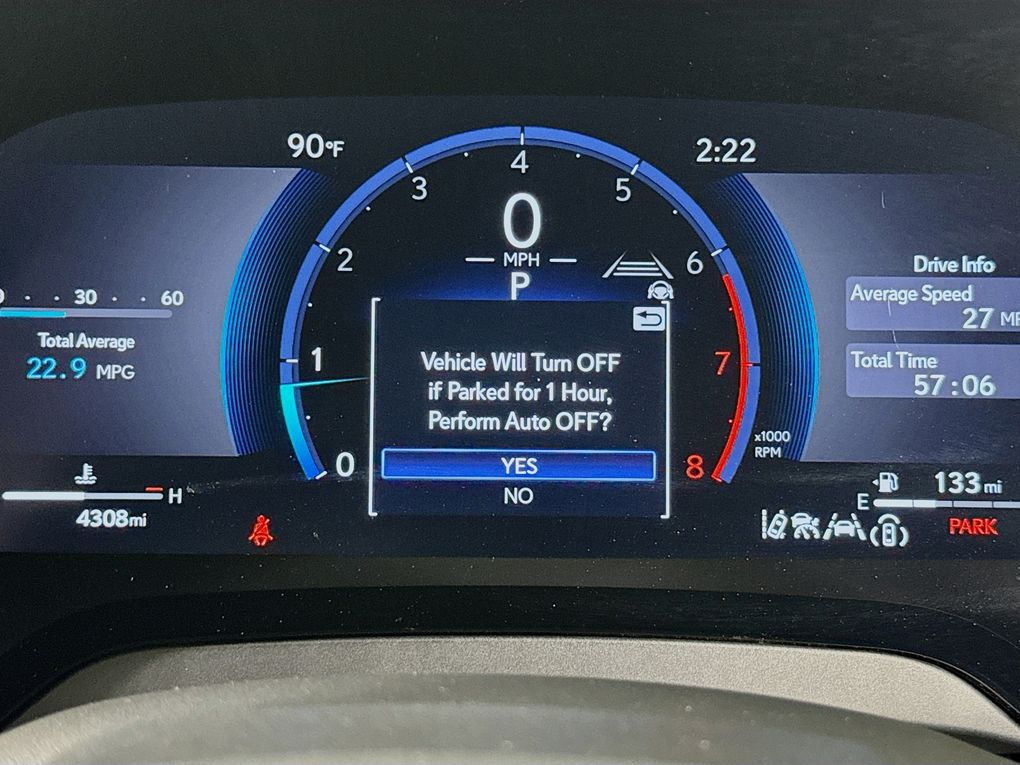 90°F
2:22
4
3
5
0
2
MPH
6
P
Drive Info
30
60
Average Speed
27
Total Average
22.9 MPG
1
Vehicle Will Turn OFF
if Parked for 1 Hour,
Perform Auto OFF?
7
Total Time
57:06
x1000
RPM
0
YES
8
NO
H
E
133 mi
4308mi
PARK